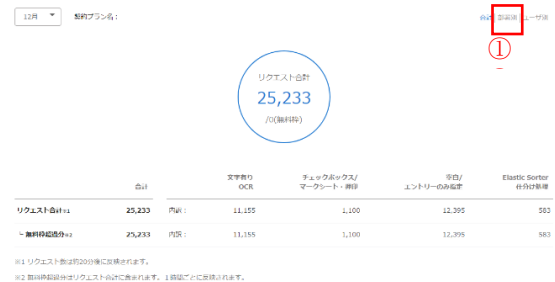 12月 契約プラン名：
合計 部署別 ユーザ別
①
リクエスト合計
25,233
/0(無料枠)
文字有り チェックボックス/ 空白/ Elastic Sorter
合計 OCR マークシート・押印 エントリーのみ設定 仕分け処理
リクエスト合計※1 25,233 内訳： 11,155 1,100 12,395 583
└ 無料枠超過分※2 25,233 内訳： 11,155 1,100 12,395 583
※1 リクエスト数は約20分後に反映されます。
※2 無料枠超過分はリクエスト合計に含まれます。1時間ごとに反映されます。